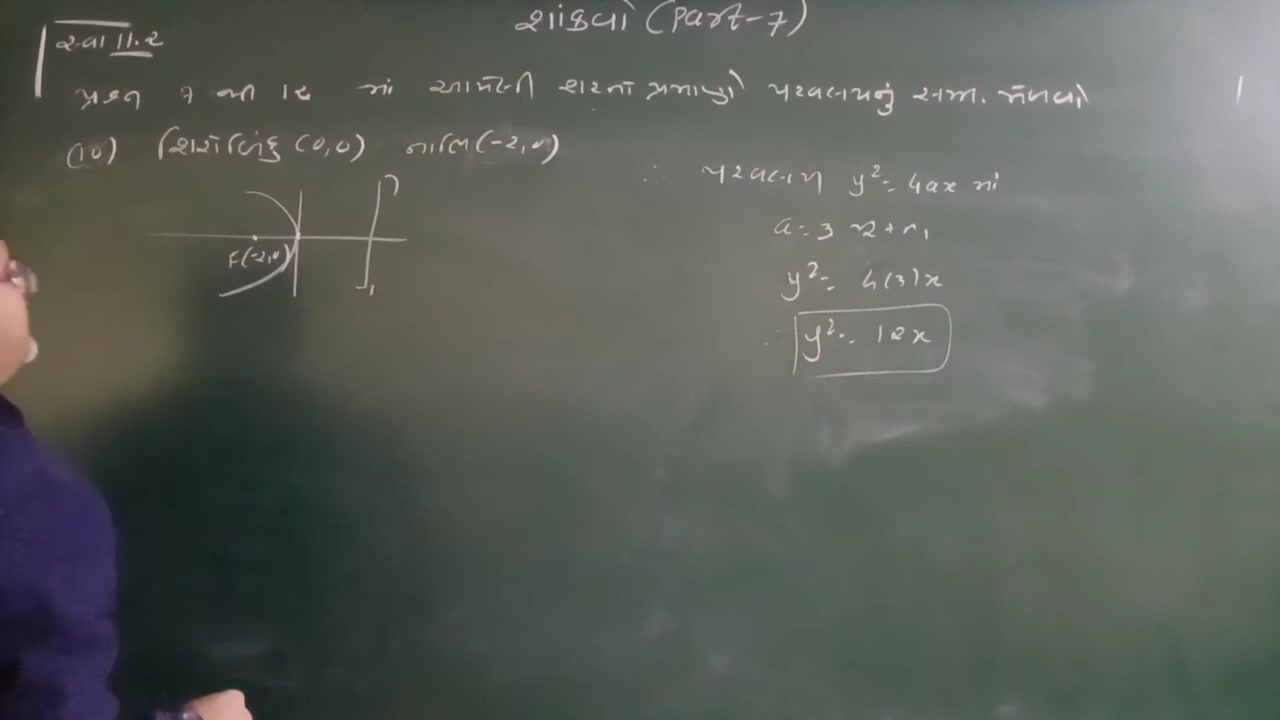 શાંકવો (Part-7)
સ્વા 11.2
પ્રશ્ન 7 થી 12 માં આપેલી શરતો પ્રમાણે પરવલયનું સમી. મેળવો
(10) શિરોબિંદુ (0,0) નાભિ (-2,0)
F(-2,0)
∴ પરવલય y² = 4ax માં
a = 3
y² = 4(3)x
∴ y² = 12x